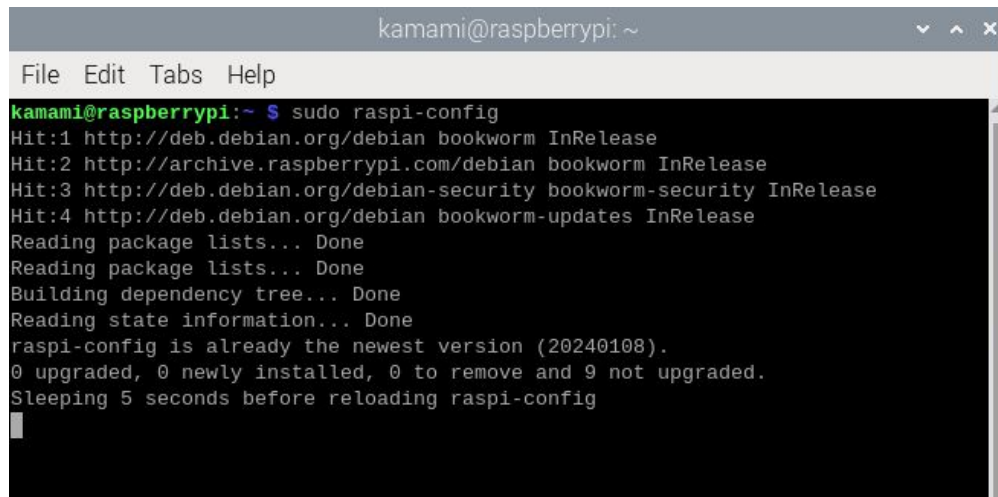 kamami@raspberrypi: ~
File Edit Tabs Help
kamami@raspberrypi:~ $ sudo raspi-config
Hit:1 http://deb.debian.org/debian bookworm InRelease
Hit:2 http://archive.raspberrypi.com/debian bookworm InRelease
Hit:3 http://deb.debian.org/debian-security bookworm-security InRelease
Hit:4 http://deb.debian.org/debian bookworm-updates InRelease
Reading package lists... Done
Reading package lists... Done
Building dependency tree... Done
Reading state information... Done
raspi-config is already the newest version (20240108).
0 upgraded, 0 newly installed, 0 to remove and 9 not upgraded.
Sleeping 5 seconds before reloading raspi-config